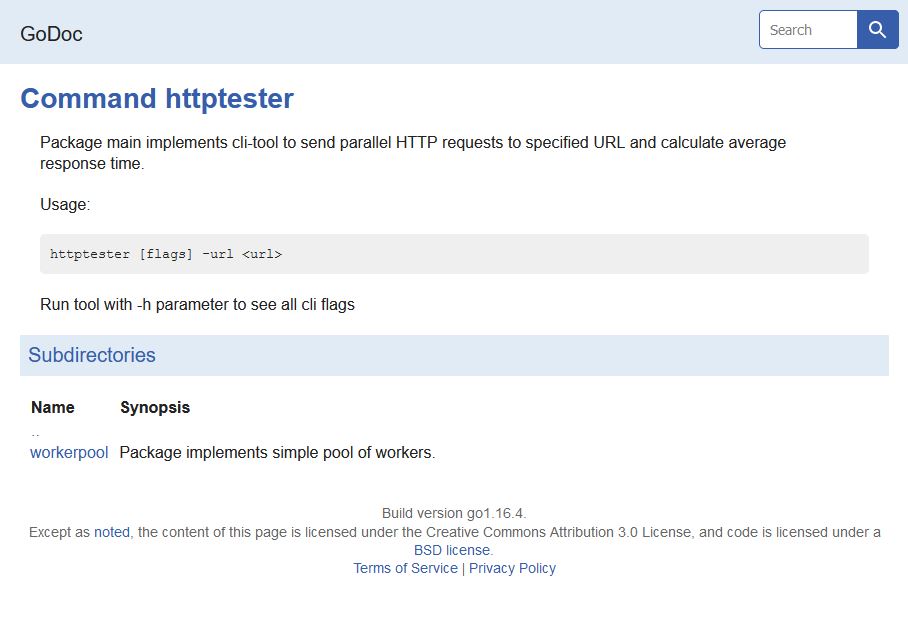 GoDoc
Search
Command httptester
Package main implements cli-tool to send parallel HTTP requests to specified URL and calculate average
response time.
Usage:
httptester [flags] -url <url>
Run tool with -h parameter to see all cli flags
Subdirectories
Name Synopsis
..
workerpool Package implements simple pool of workers.
Build version go1.16.4.
Except as noted, the content of this page is licensed under the Creative Commons Attribution 3.0 License, and code is licensed under a
BSD license.
Terms of Service | Privacy Policy